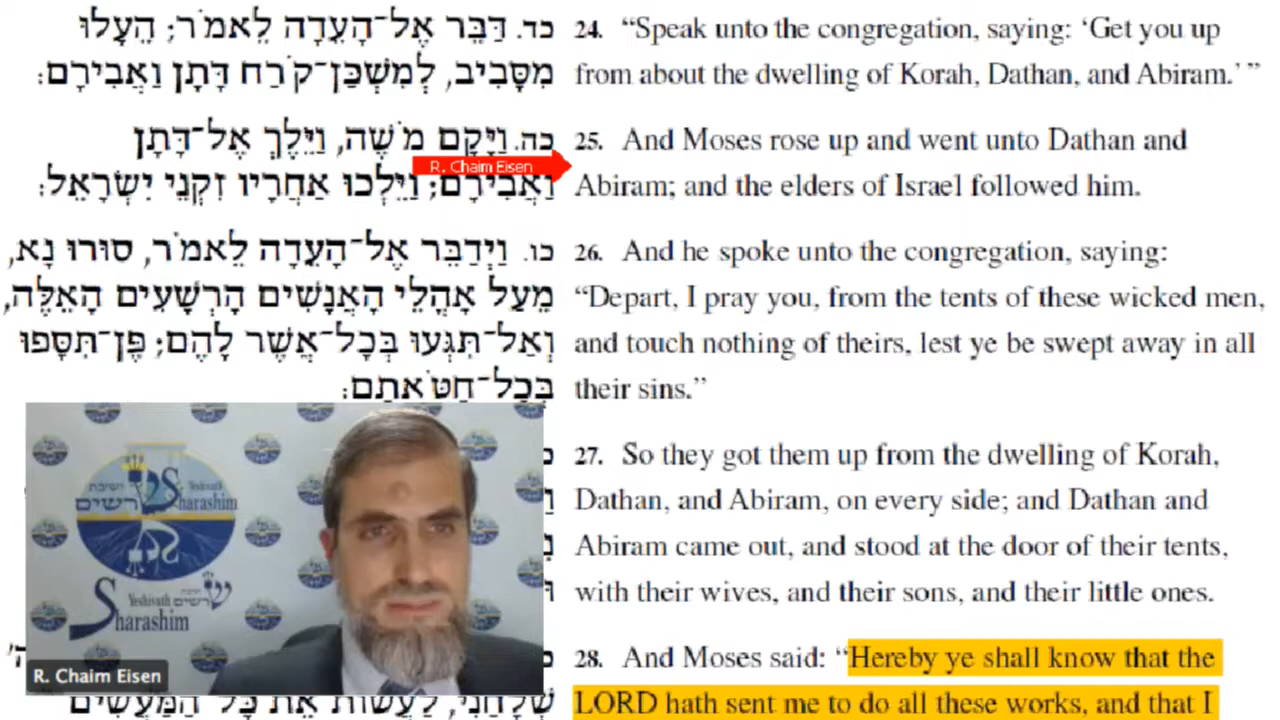 כד. דַּבֵּר אֶל־הָעֵדָה לֵאמֹר; הֵעָלוּ
מִסָּבִיב, לְמִשְׁכַּן־קֹרַח דָּתָן וַאֲבִירָם׃
24. “Speak unto the congregation, saying: ‘Get you up
from about the dwelling of Korah, Dathan, and Abiram.’”
כה. וַיָּקָם מֹשֶׁה, וַיֵּלֶךְ אֶל־דָּתָן
וַאֲבִירָם; וַיֵּלְכוּ אַחֲרָיו זִקְנֵי יִשְׂרָאֵל׃
R. Chaim Eisen
25. And Moses rose up and went unto Dathan and
Abiram; and the elders of Israel followed him.
כו. וַיְדַבֵּר אֶל־הָעֵדָה לֵאמֹר, סוּרוּ נָא,
מֵעַל אָהֳלֵי הָאֲנָשִׁים הָרְשָׁעִים הָאֵלֶּה,
וְאַל־תִּגְּעוּ בְּכָל־אֲשֶׁר לָהֶם; פֶּן־תִּסָּפוּ
בְּכָל־חַטֹּאתָם׃
26. And he spoke unto the congregation, saying:
“Depart, I pray you, from the tents of these wicked men,
and touch nothing of theirs, lest ye be swept away in all
their sins.”
27. So they got them up from the dwelling of Korah,
Dathan, and Abiram, on every side; and Dathan and
Abiram came out, and stood at the door of their tents,
with their wives, and their sons, and their little ones.
28. And Moses said: “Hereby ye shall know that the
LORD hath sent me to do all these works, and that I
שְׁלָחַנִי, לַעֲשׂוֹת אֵת כָּל הַמַּעֲשִׂים
ישיבת
שרשים
Yeshivath
Sharashim
Yeshivath ישיבת שרשים
Sharashim
R. Chaim Eisen